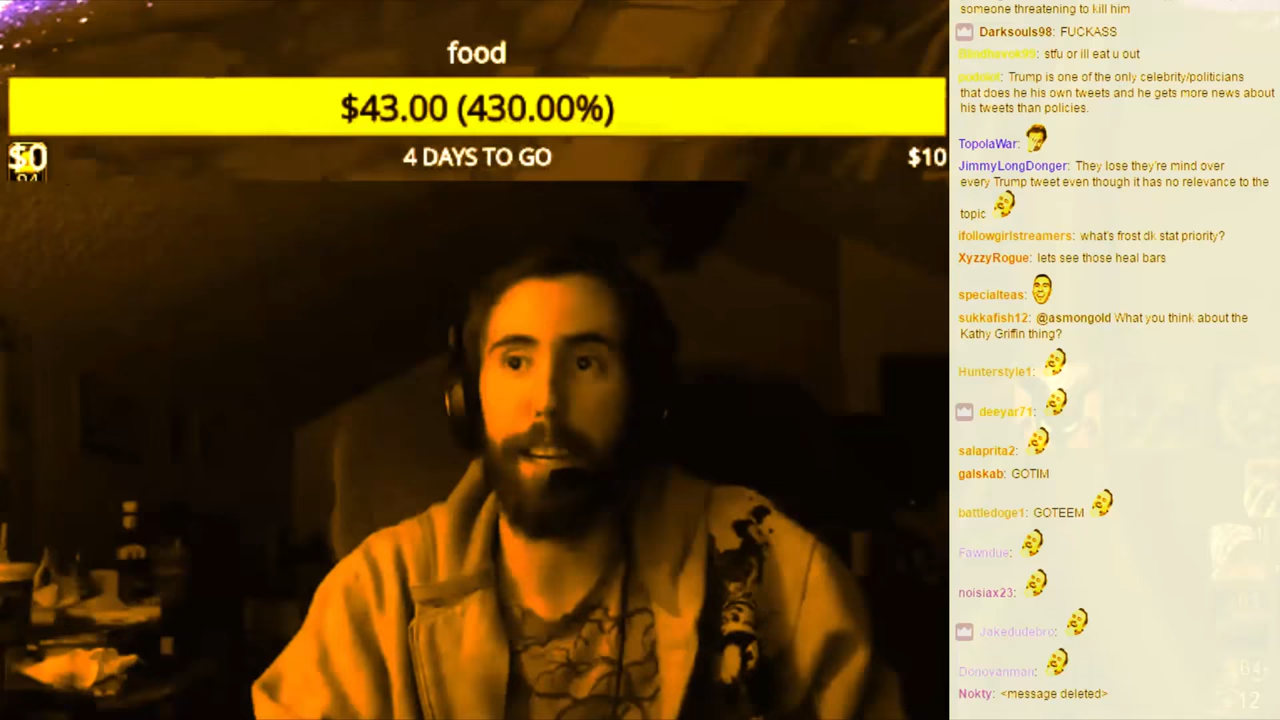 food
$43.00 (430.00%)
$0
4 DAYS TO GO
$10
someone threatening to kill him
Darksouls98: FUCKASS
stfu or ill eat u out
Trump is one of the only celebrity/politicians
that does he his own tweets and he gets more news about
his tweets than policies.
TopolaWar:
JimmyLongDonger: They lose they're mind over
every Trump tweet even though it has no relevance to the
topic
ifollowgirlstreamers: what's frost dk stat priority?
XyzzyRogue: lets see those heal bars
specialteas:
sukkafish12: @asmongold What you think about the
Kathy Griffin thing?
Hunterstyle1:
deeyar71:
salaprita2:
galskab: GOTIM
battledoge1: GOTEEM
Fawndue:
noisiax23:
Jakedudebro:
Donovanman:
Nokty: <message deleted>
04
12